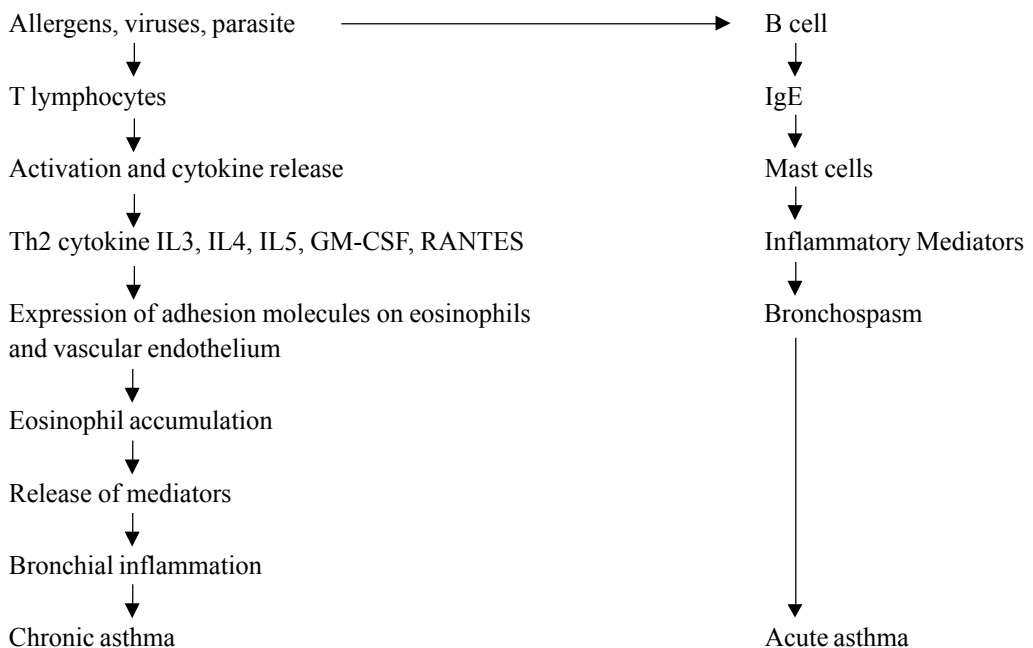 Allergens, viruses, parasite
T lymphocytes
Activation and cytokine release
Th2 cytokine IL3, IL4, IL5, GM-CSF, RANTES
Expression of adhesion molecules on eosinophils
and vascular endothelium
Eosinophil accumulation
Release of mediators
Bronchial inflammation
Chronic asthma
B cell
IgE
Mast cells
Inflammatory Mediators
Bronchospasm
Acute asthma